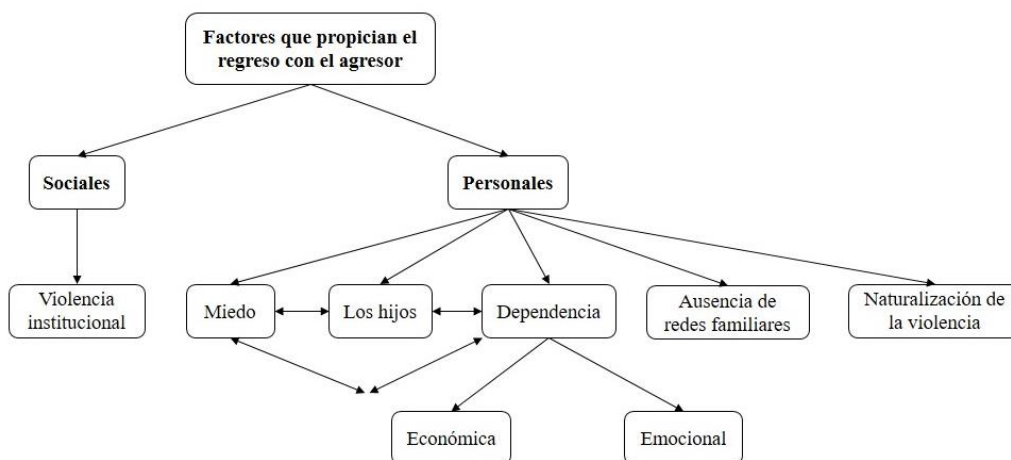 Factores que propician el
regreso con el agresor
Sociales
Personales
Violencia
institucional
Miedo
Los hijos
Dependencia
Ausencia de
redes familiares
Naturalización de
la violencia
Económica
Emocional